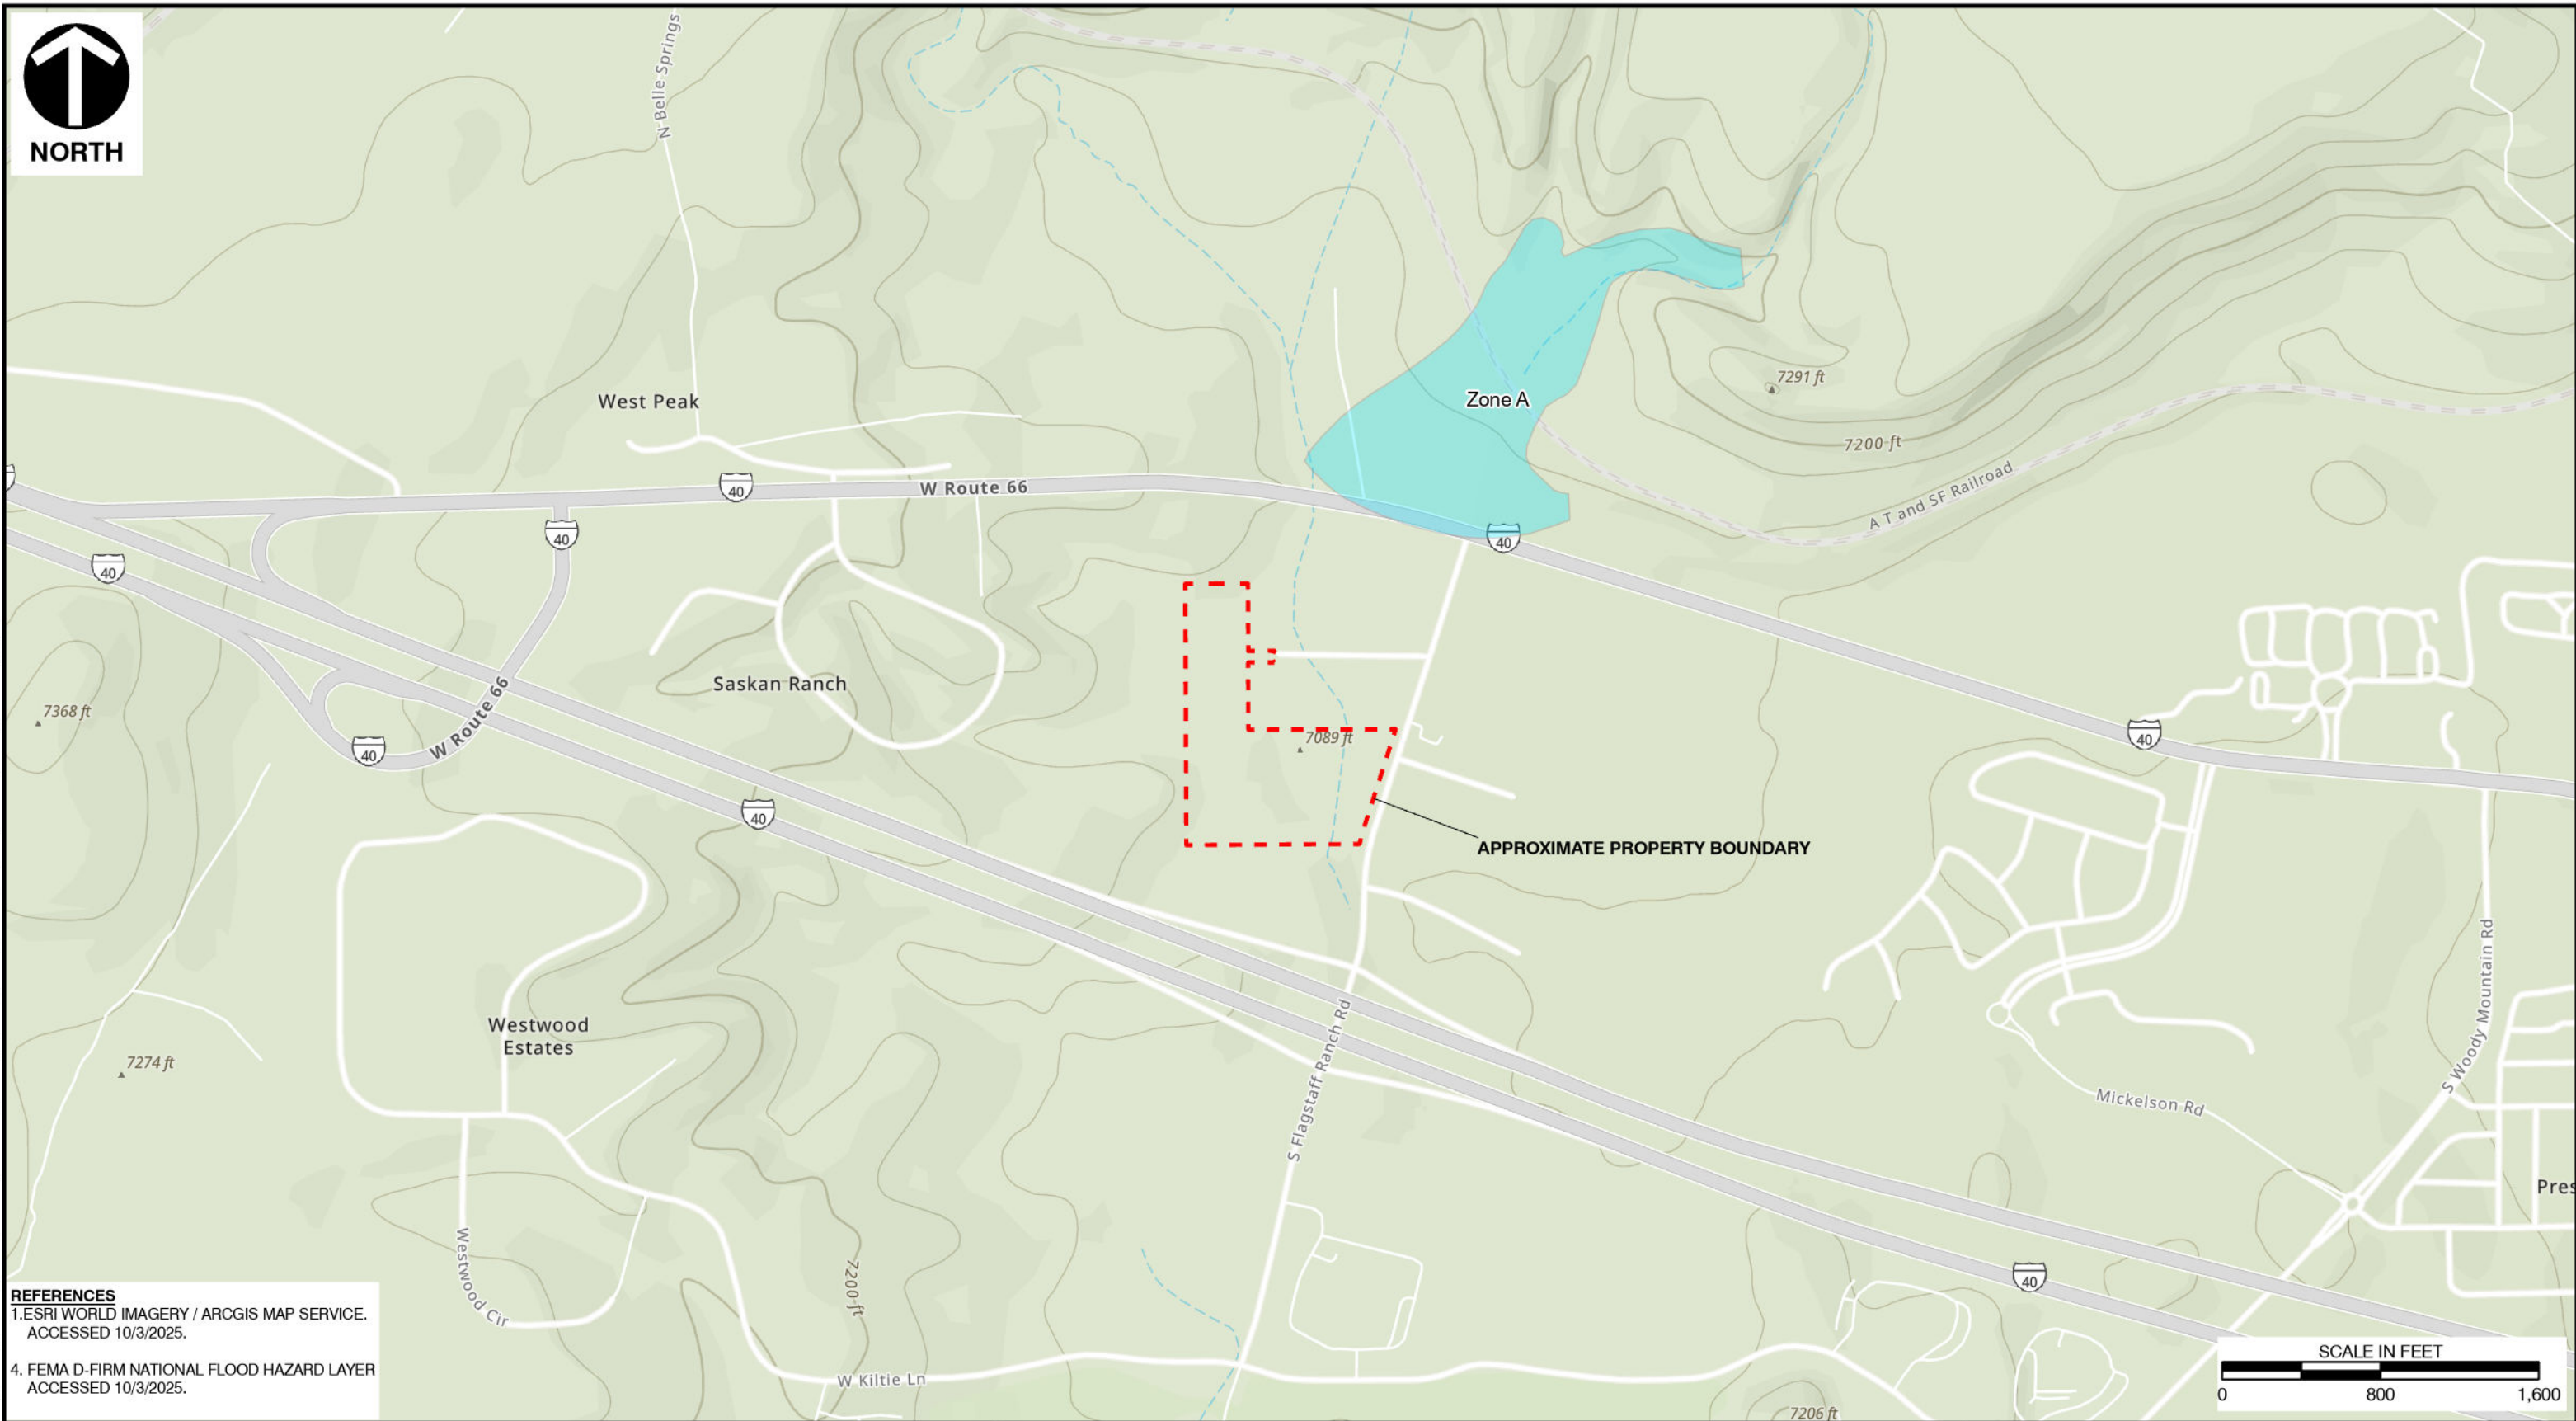 NORTH
N Belle Springs
West Peak
Zone A
7291 ft
7200 ft
A T and SF Railroad
40
W Route 66
40
40
40
40
Saskan Ranch
7368 ft
W Route 66
40
7089 ft
40
40
APPROXIMATE PROPERTY BOUNDARY
S Woody Mountain Rd
Westwood
Estates
7274 ft
S Flagstaff Ranch Rd
Mickelson Rd
Pres
Westwood Cir
7200 ft
40
W Kiltie Ln
7206 ft
REFERENCES
1.ESRI WORLD IMAGERY / ARCGIS MAP SERVICE.
ACCESSED 10/3/2025.
4. FEMA D-FIRM NATIONAL FLOOD HAZARD LAYER
ACCESSED 10/3/2025.
SCALE IN FEET
0 800 1,600